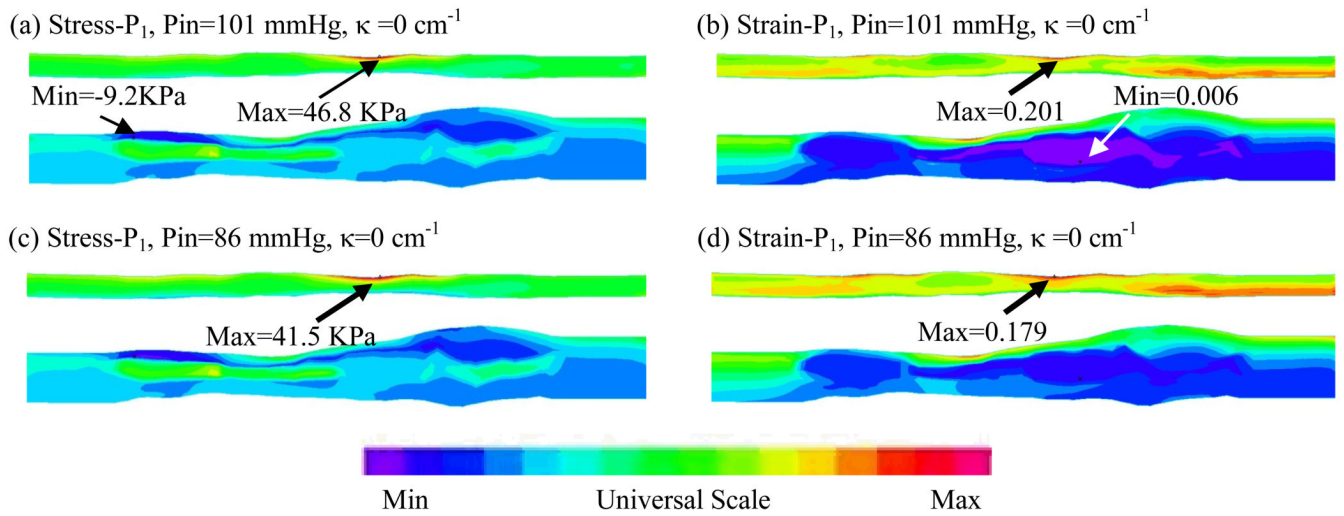 (a) Stress-P₁, Pin=101 mmHg, κ =0 cm⁻¹
(b) Strain-P₁, Pin=101 mmHg, κ =0 cm⁻¹
Min=-9.2KPa
Max=46.8 KPa
Max=0.201
Min=0.006
(c) Stress-P₁, Pin=86 mmHg, κ=0 cm⁻¹
(d) Strain-P₁, Pin=86 mmHg, κ=0 cm⁻¹
Max=41.5 KPa
Max=0.179
Min Universal Scale Max